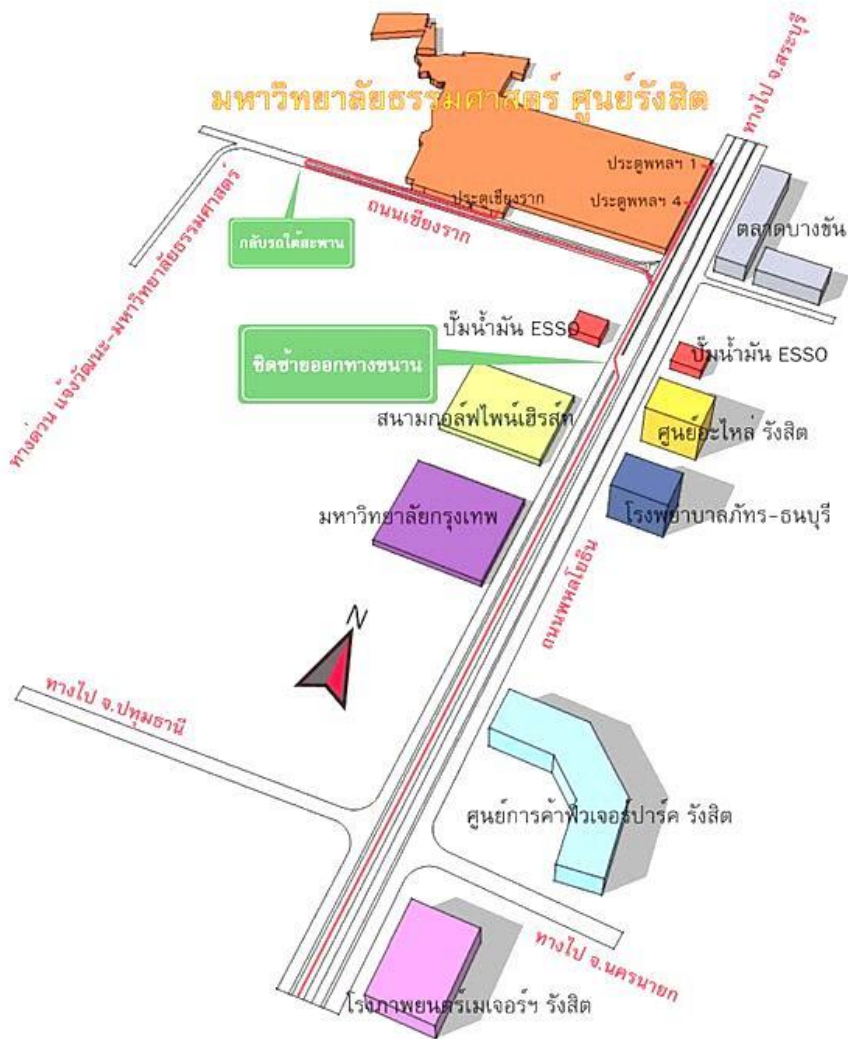 ทางไป จ.สระบุรี
มหาวิทยาลัยธรรมศาสตร์ ศูนย์รังสิต
ประตูพหลฯ 1
ประตูเชียงราก
ประตูพหลฯ 4
ถนนเชียงราก
ตลาดบางขัน
กลับรถใต้สะพาน
ทางด่วน แจ้งวัฒนะ-มหาวิทยาลัยธรรมศาสตร์
ปั๊มน้ำมัน ESSO
ชิดซ้ายออกทางขนาน
ปั๊มน้ำมัน ESSO
สนามกอล์ฟไพน์เฮิรส์ท
ศูนย์อะไหล่ รังสิต
มหาวิทยาลัยกรุงเทพ
โรงพยาบาลภัทร-ธนบุรี
ถนนพหลโยธิน
N
ทางไป จ.ปทุมธานี
ศูนย์การค้าฟิวเจอร์ปาร์ค รังสิต
ทางไป จ.นครนายก
โรงภาพยนตร์เมเจอร์ฯ รังสิต